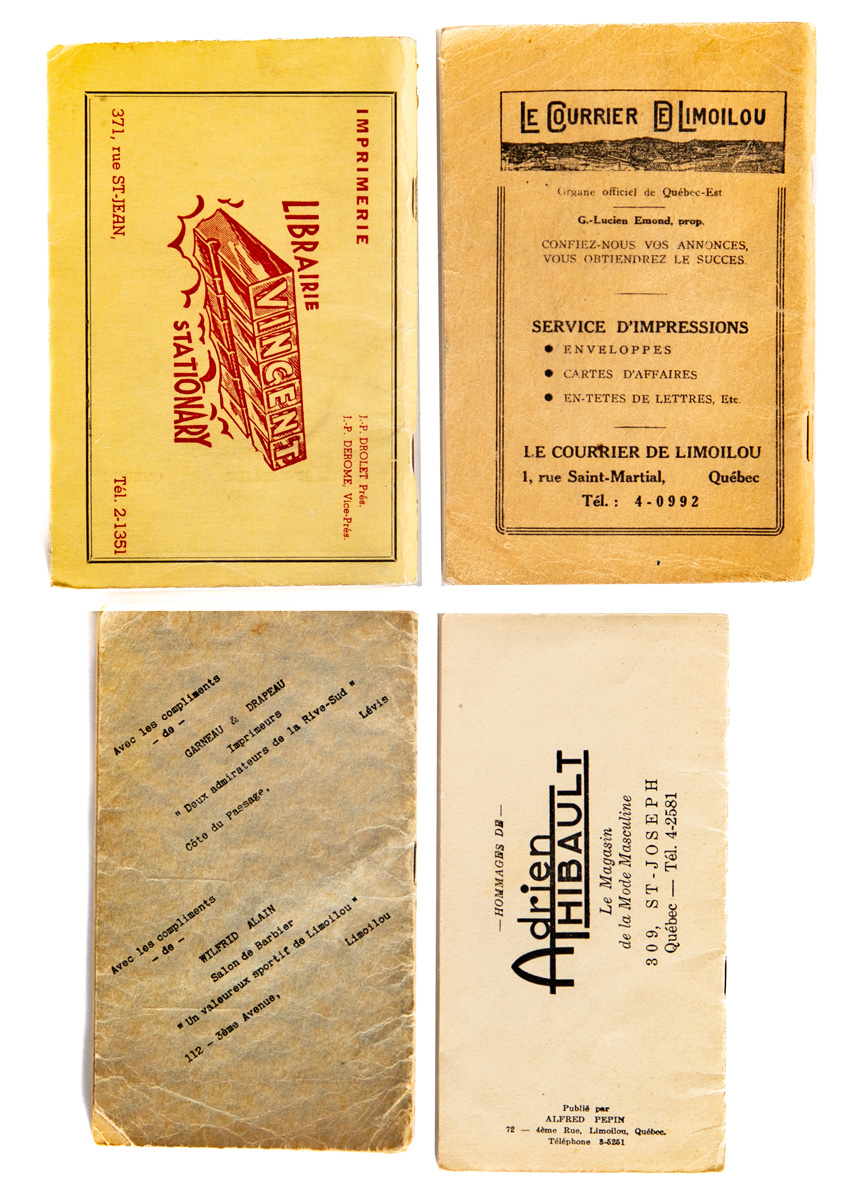 IMPRIMERIE
LIBRAIRIE
VINCENT
STATIONARY
J.-P. DROLET Prés.
J.-P. DEROME, Vice-Prés.
371, rue ST-JEAN,
Tél. 2-1351
LE COURRIER DE LIMOILOU
Organe officiel de Québec-Est
G.-Lucien Emond, prop.
CONFIEZ-NOUS VOS ANNONCES,
VOUS OBTIENDREZ LE SUCCES.
SERVICE D'IMPRESSIONS
● ENVELOPPES
● CARTES D'AFFAIRES
● EN-TETES DE LETTRES, Etc.
LE COURRIER DE LIMOILOU
1, rue Saint-Martial, Québec
Tél. : 4-0992
Avec les compliments
- de -
GARNEAU & DRAPEAU
Imprimeurs
" Deux admirateurs de la Rive-Sud "
Côte du Passage, Lévis
Avec les compliments
- de -
WILFRID ALAIN
Salon de Barbier
"Un valeureux sportif de Limoilou"
112 - 3ème Avenue, Limoilou
—HOMMAGES DE—
Adrien
THIBAULT
Le Magasin
de la Mode Masculine
309, ST-JOSEPH
Québec — Tél. 4-2581
Publié par
ALFRED PEPIN
72 — 4ème Rue, Limoilou, Québec.
Téléphone 3-5251